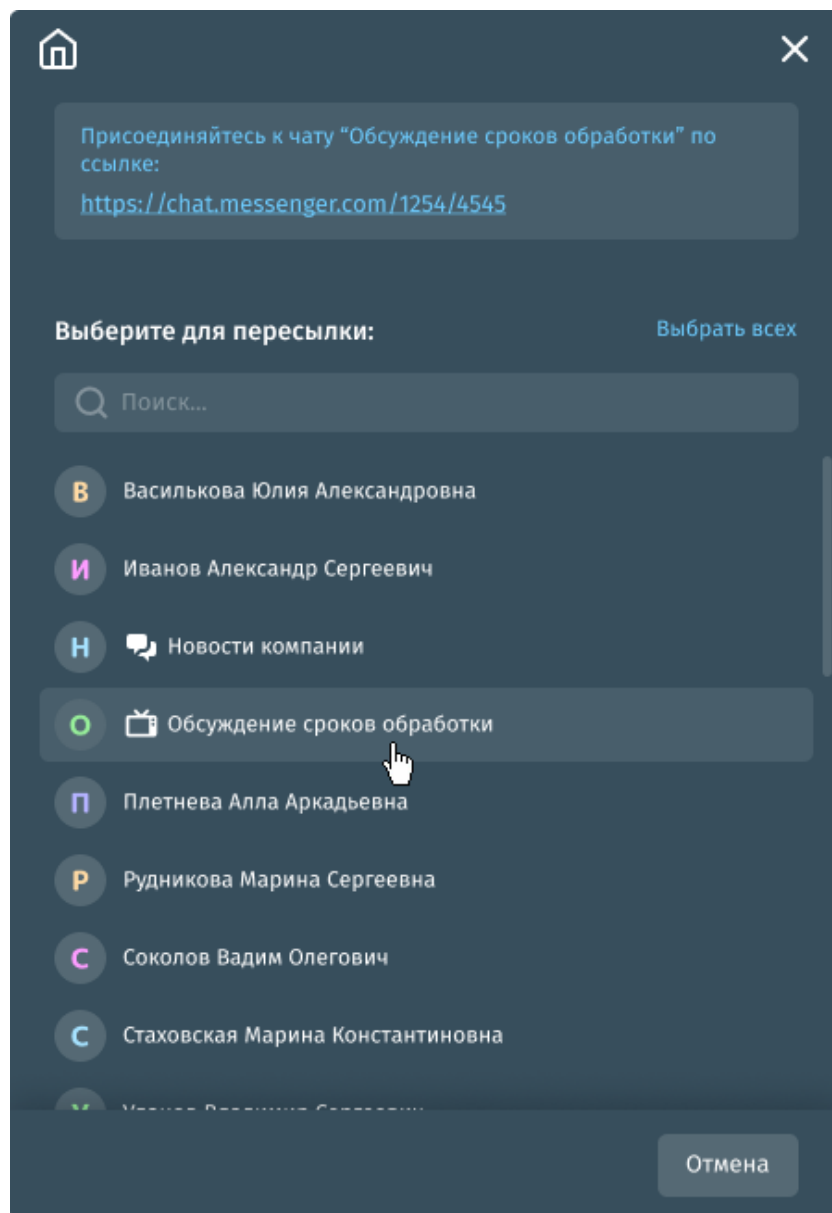 Присоединяйтесь к чату “Обсуждение сроков обработки” по
ссылке:
https://chat.messenger.com/1254/4545
Выберите для пересылки:
Выбрать всех
Поиск...
В
Василькова Юлия Александровна
И
Иванов Александр Сергеевич
Н
Новости компании
О
Обсуждение сроков обработки
П
Плетнева Алла Аркадьевна
Р
Рудникова Марина Сергеевна
С
Соколов Вадим Олегович
С
Стаховская Марина Константиновна
Отмена